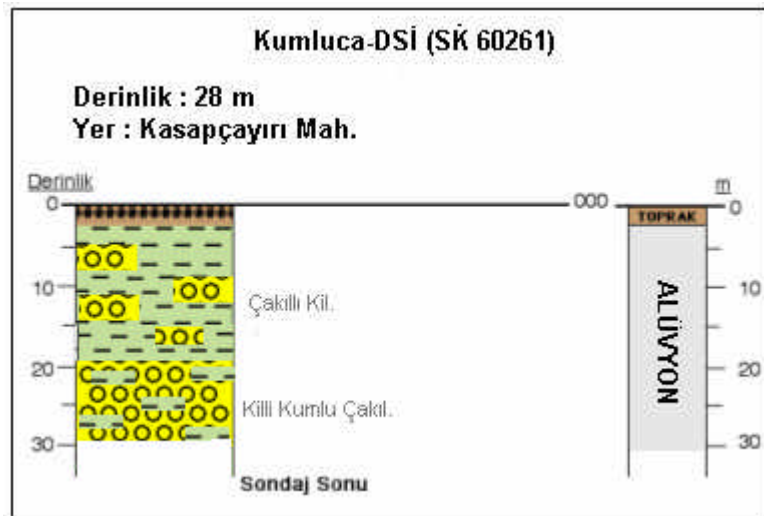 Kumluca-DSİ (SK 60261)
Derinlik : 28 m
Yer : Kasapçayırı Mah.
Derinlik
m
0
000
TOPRAK
0
10
Çakıllı Kil.
ALÜVYON
10
20
20
Killi Kumlu Çakıl.
30
30
Sondaj Sonu